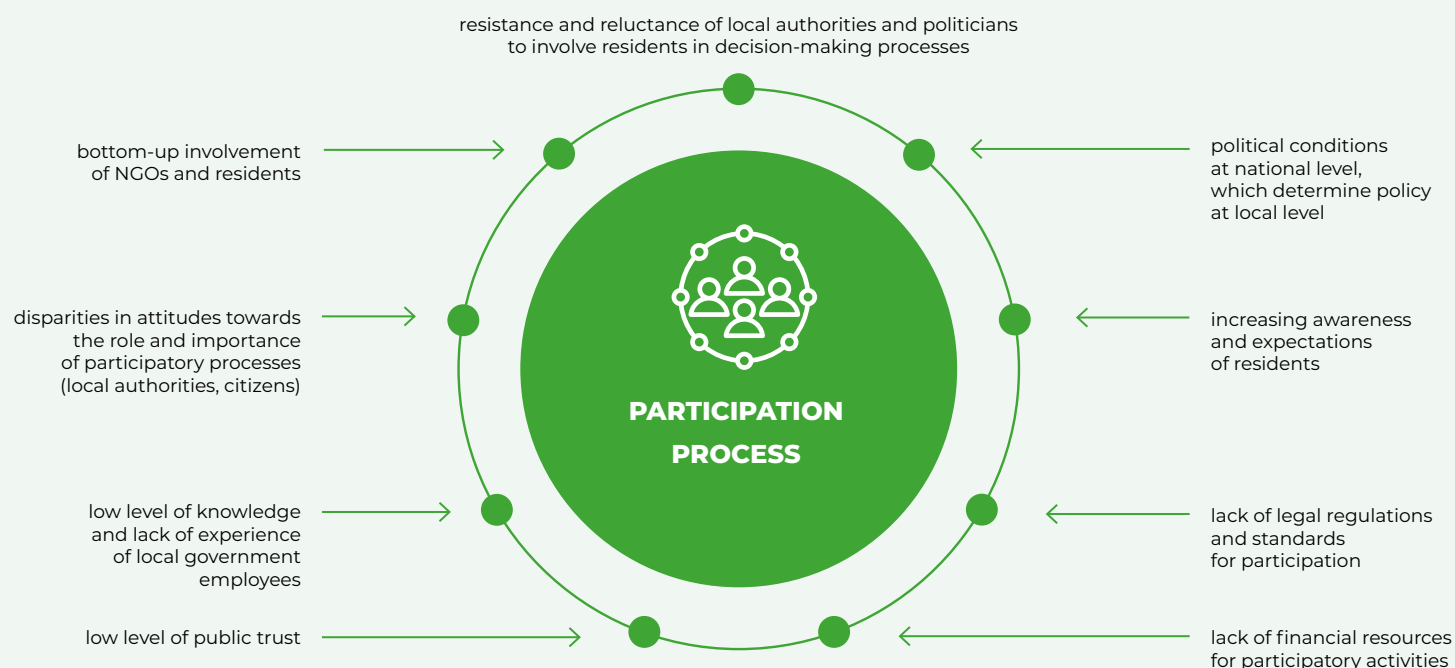 resistance and reluctance of local authorities and politicians
to involve residents in decision-making processes
bottom-up involvement
of NGOs and residents
political conditions
at national level,
which determine policy
at local level
disparities in attitudes towards
the role and importance
of participatory processes
(local authorities, citizens)
increasing awareness
and expectations
of residents
PARTICIPATION
PROCESS
low level of knowledge
and lack of experience
of local government
employees
lack of legal regulations
and standards
for participation
low level of public trust
lack of financial resources
for participatory activities